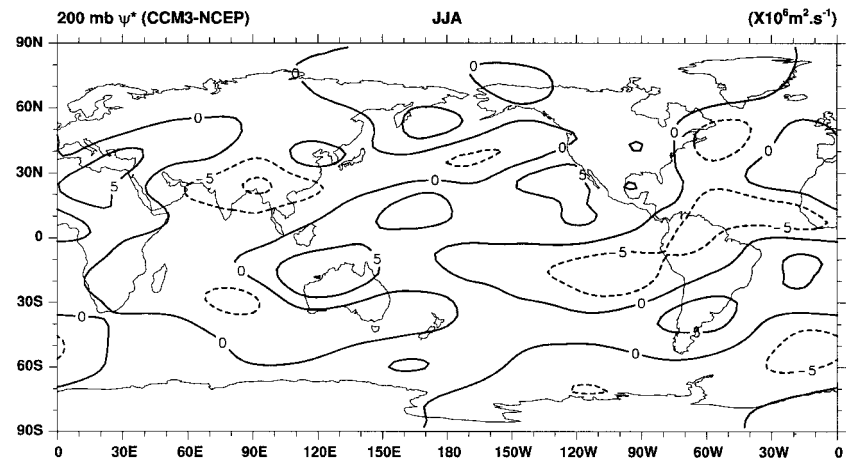 200 mb ψ* (CCM3-NCEP) JJA (X10⁶m².s⁻¹)
90N
0 0
60N
0 0
30N -5 5 5 0
0 0 -5
0 5 -5
30S 0
0 5
0 0
60S -5
90S
0 30E 60E 90E 120E 150E 180 150W 120W 90W 60W 30W 0